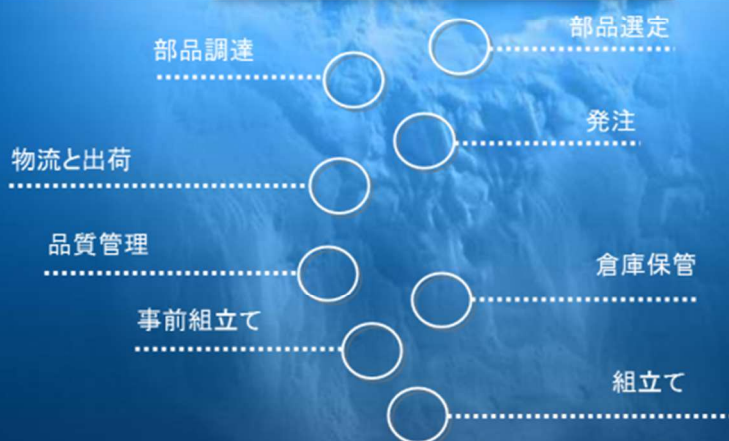 部品選定
部品調達
発注
物流と出荷
品質管理
倉庫保管
事前組立て
組立て